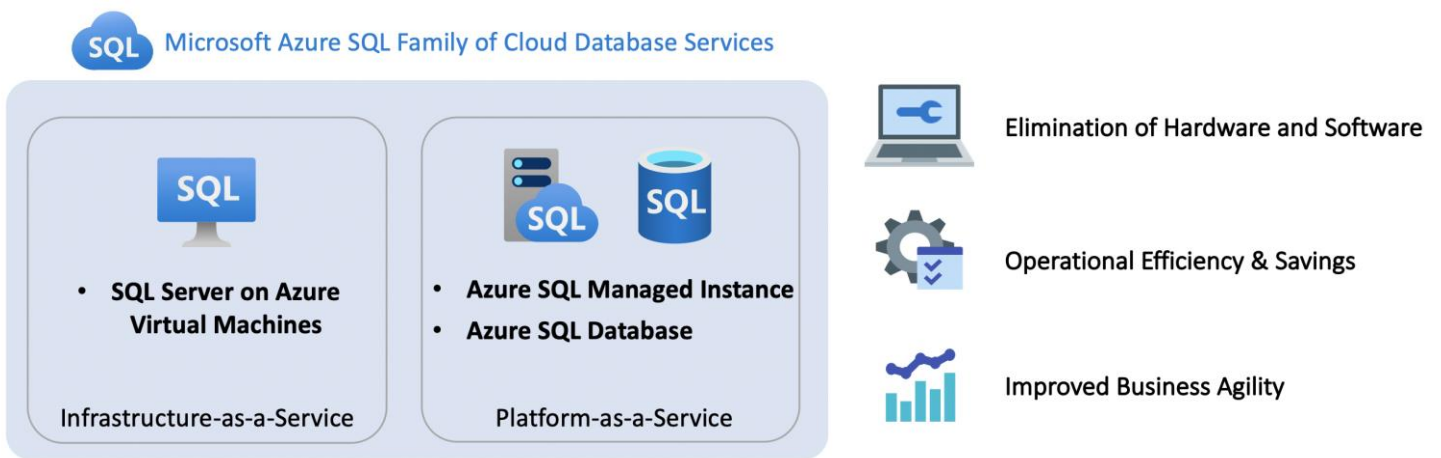 SQL
Microsoft Azure SQL Family of Cloud Database Services
SQL
• SQL Server on Azure
Virtual Machines
Infrastructure-as-a-Service
SQL
SQL
• Azure SQL Managed Instance
• Azure SQL Database
Platform-as-a-Service
Elimination of Hardware and Software
Operational Efficiency & Savings
Improved Business Agility